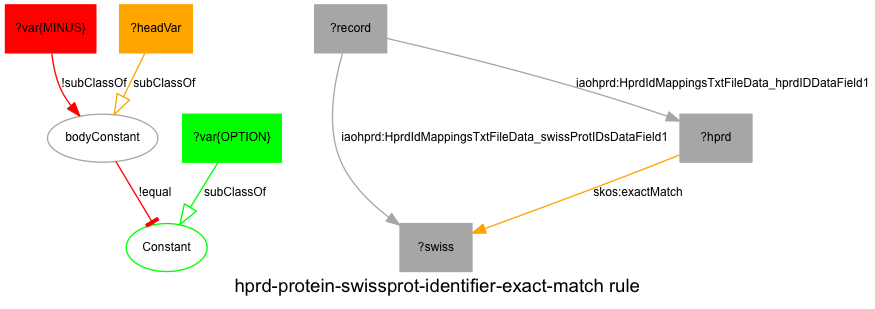 ?var{MINUS}
?headVar
?record
!subClassOf
subClassOf
iaohprd:HprdIdMappingsTxtFileData_hprdIDDataField1
bodyConstant
?var{OPTION}
iaohprd:HprdIdMappingsTxtFileData_swissProtIDsDataField1
?hprd
!equal
subClassOf
skos:exactMatch
Constant
?swiss
hprd-protein-swissprot-identifier-exact-match rule